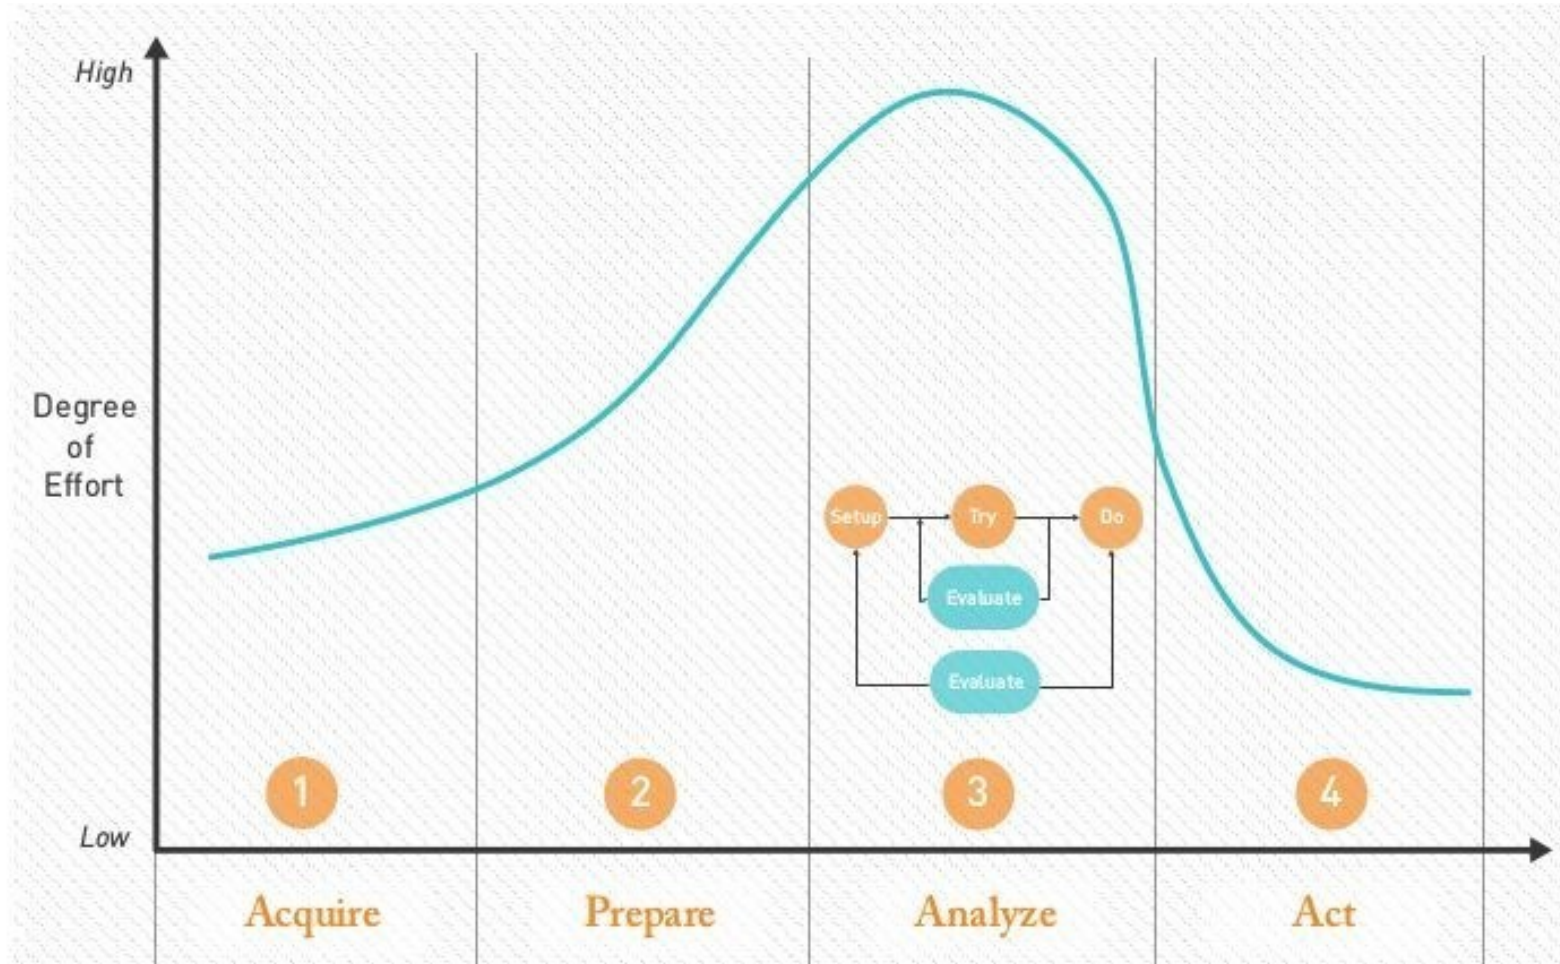 High
Degree
of
Effort
Setup
Try
Do
Evaluate
Evaluate
1
2
3
4
Low
Acquire
Prepare
Analyze
Act